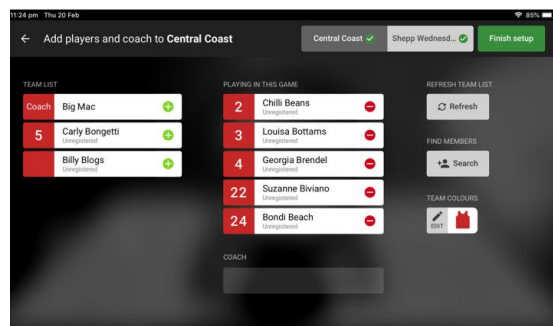 11:24 pm Thu 20 Feb
85%
Add players and coach to Central Coast
Central Coast
Shepp Wednesd...
Finish setup
TEAM LIST
Coach Big Mac
5 Carly Bongetti
Unregistered
Billy Blogs
Unregistered
PLAYING IN THIS GAME
2 Chilli Beans
Unregistered
3 Louisa Bottams
Unregistered
4 Georgia Brendel
Unregistered
22 Suzanne Biviano
Unregistered
24 Bondi Beach
Unregistered
COACH
REFRESH TEAM LIST
Refresh
FIND MEMBERS
Search
TEAM COLOURS
EDIT